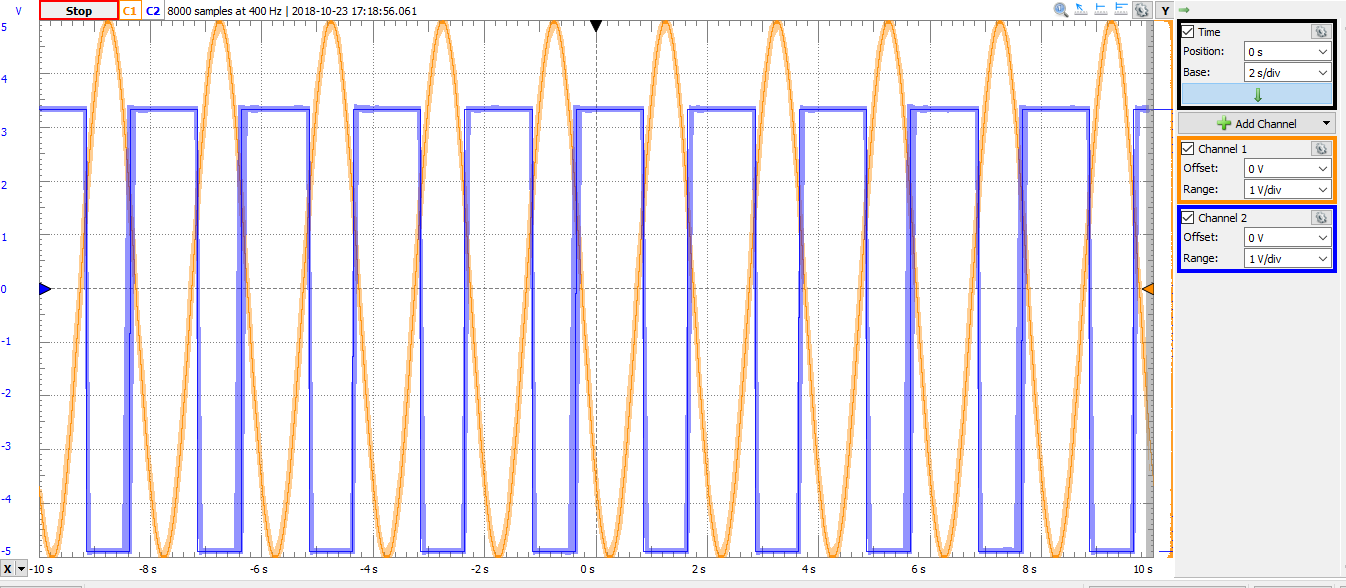 V Stop C1 C2 8000 samples at 400 Hz | 2018-10-23 17:18:56.061 Y
5
4
3
2
1
0
-1
-2
-3
-4
-5
X -10 s -8 s -6 s -4 s -2 s 0 s 2 s 4 s 6 s 8 s 10 s
Time
Position: 0 s
Base: 2 s/div
Add Channel
Channel 1
Offset: 0 V
Range: 1 V/div
Channel 2
Offset: 0 V
Range: 1 V/div